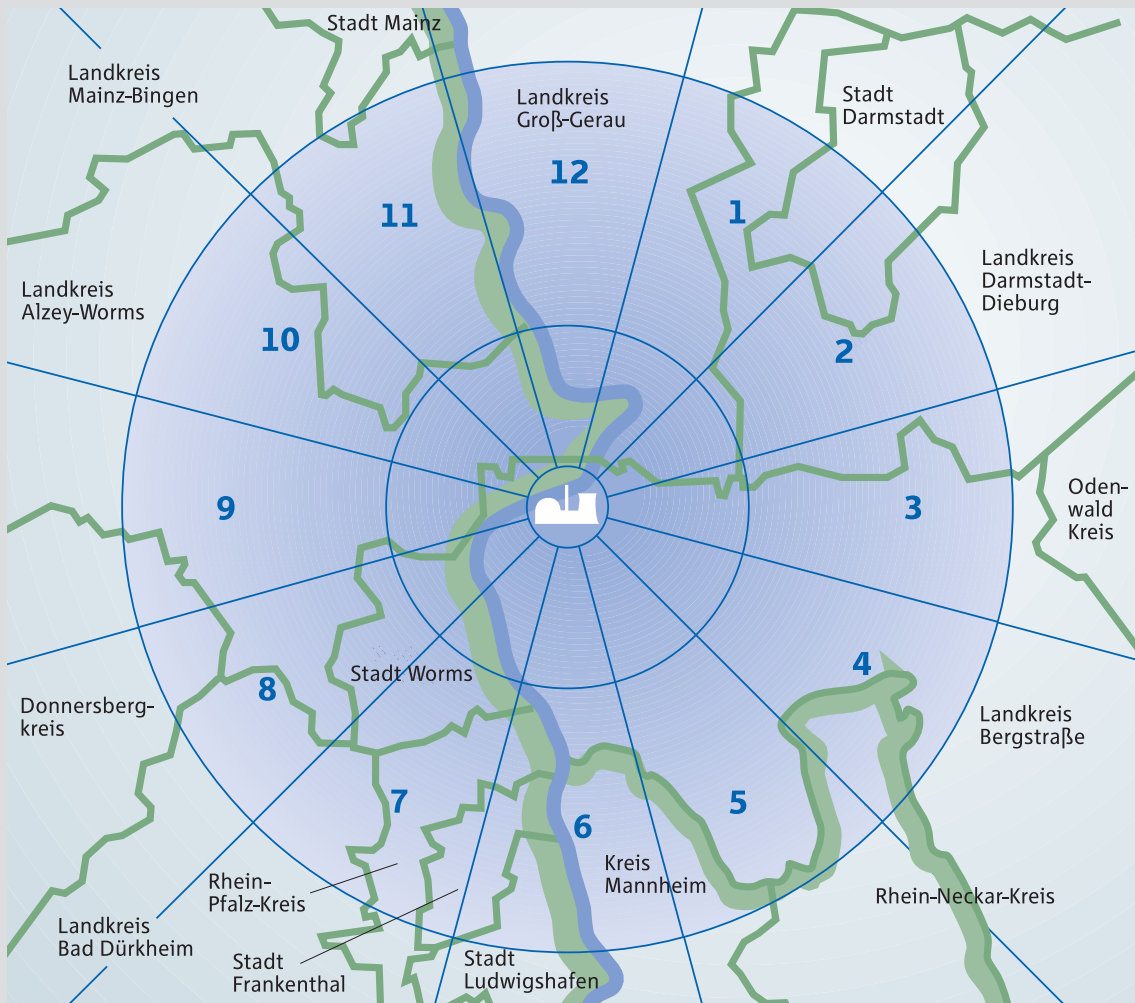 Stadt Mainz
Landkreis
Mainz-Bingen
Landkreis
Groß-Gerau
Stadt
Darmstadt
12
11
1
Landkreis
Darmstadt-
Dieburg
Landkreis
Alzey-Worms
10
2
9
3
Oden-
wald
Kreis
Stadt Worms
4
8
Donnersberg-
kreis
Landkreis
Bergstraße
7
5
6
Kreis
Mannheim
Rhein-
Pfalz-Kreis
Rhein-Neckar-Kreis
Landkreis
Bad Dürkheim
Stadt
Frankenthal
Stadt
Ludwigshafen